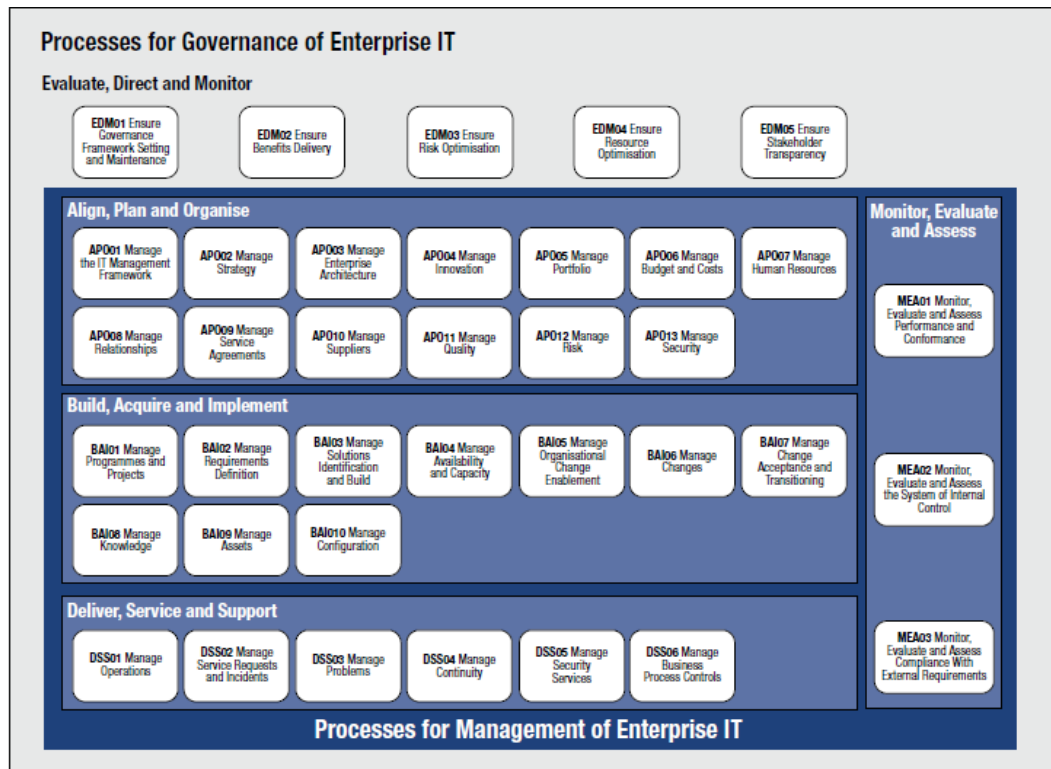 Processes for Governance of Enterprise IT
Evaluate, Direct and Monitor
EDM01 Ensure
Governance
Framework Setting
and Maintenance
EDM02 Ensure
Benefits Delivery
EDM03 Ensure
Risk Optimisation
EDM04 Ensure
Resource
Optimisation
EDM05 Ensure
Stakeholder
Transparency
Align, Plan and Organise
APO01 Manage
the IT Management
Framework
APO02 Manage
Strategy
APO03 Manage
Enterprise
Architecture
APO04 Manage
Innovation
APO05 Manage
Portfolio
APO06 Manage
Budget and Costs
APO07 Manage
Human Resources
APO08 Manage
Relationships
APO09 Manage
Service
Agreements
APO10 Manage
Suppliers
APO11 Manage
Quality
APO12 Manage
Risk
APO13 Manage
Security
Build, Acquire and Implement
BAI01 Manage
Programmes and
Projects
BAI02 Manage
Requirements
Definition
BAI03 Manage
Solutions
Identification
and Build
BAI04 Manage
Availability
and Capacity
BAI05 Manage
Organisational
Change
Enablement
BAI06 Manage
Changes
BAI07 Manage
Change
Acceptance and
Transitioning
BAI08 Manage
Knowledge
BAI09 Manage
Assets
BAI010 Manage
Configuration
Deliver, Service and Support
DSS01 Manage
Operations
DSS02 Manage
Service Requests
and Incidents
DSS03 Manage
Problems
DSS04 Manage
Continuity
DSS05 Manage
Security
Services
DSS06 Manage
Business
Process Controls
Monitor, Evaluate
and Assess
MEA01 Monitor,
Evaluate and Assess
Performance and
Conformance
MEA02 Monitor,
Evaluate and Assess
the System of Internal
Control
MEA03 Monitor,
Evaluate and Assess
Compliance With
External Requirements
Processes for Management of Enterprise IT